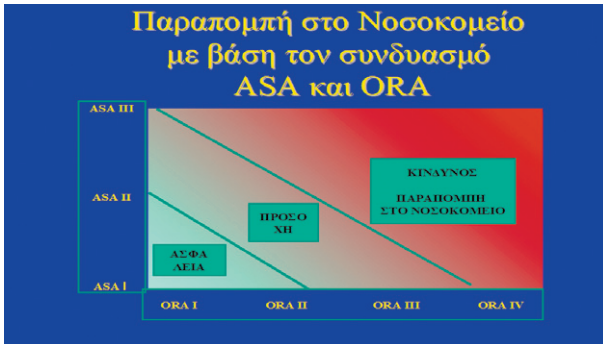 Παραπομπή στο Νοσοκομείο
με βάση τον συνδυασμό
ASA και ORA
ASA III
ASA II
ASA I
ΚΙΝΔΥΝΟΣ
ΠΑΡΑΠΟΜΠΗ
ΣΤΟ ΝΟΣΟΚΟΜΕΙΟ
ΠΡΟΣΟ
ΧΗ
ΑΣΦΑ
ΛΕΙΑ
ORA I
ORA II
ORA III
ORA IV